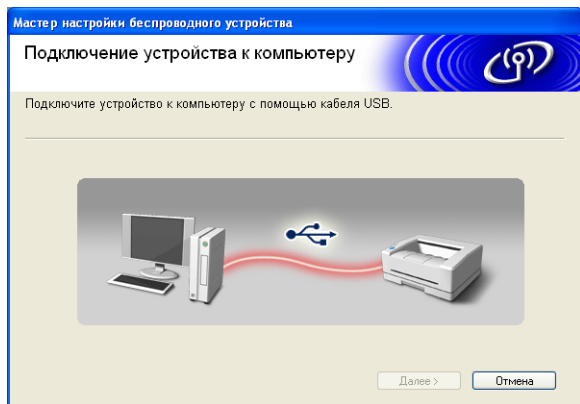 Мастер настройки беспроводного устройства
Подключение устройства к компьютеру
Подключите устройство к компьютеру с помощью кабеля USB.
Далее >
Отмена